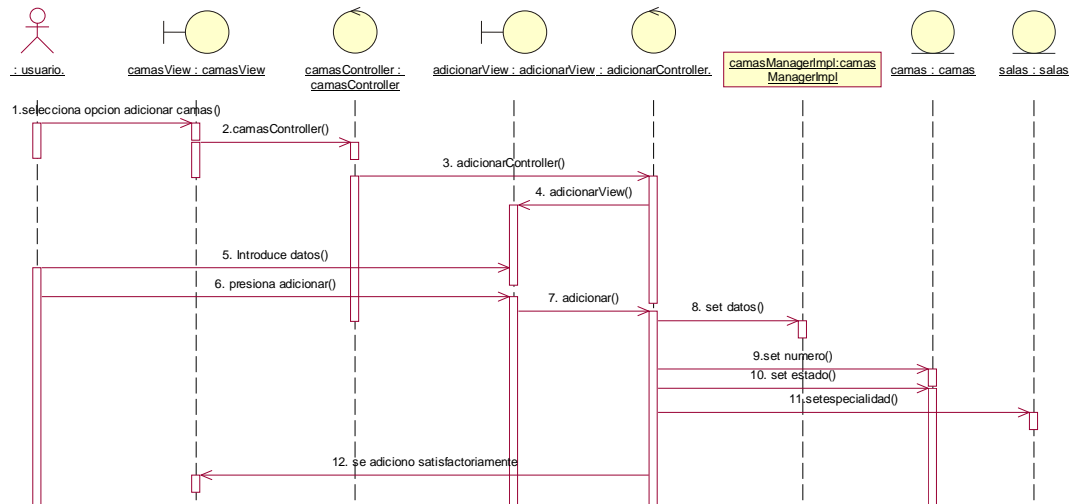 : usuario.
camasView : camasView
camasController :
camasController
adicionarView : adicionarView
: adicionarController.
camasManagerImpl:camas
ManagerImpl
camas : camas
salas : salas
1.selecciona opcion adicionar camas()
2.camasController()
3. adicionarController()
4. adicionarView()
5. Introduce datos()
6. presiona adicionar()
7. adicionar()
8. set datos()
9.set numero()
10. set estado()
11.setespecialidad()
12. se adiciono satisfactoriamente